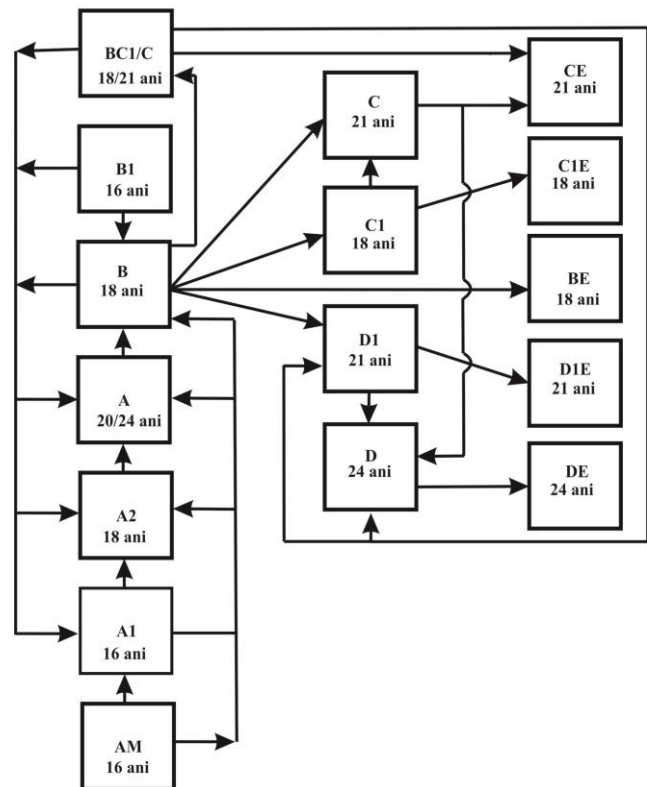 BC1/C
18/21 ani
B1
16 ani
B
18 ani
A
20/24 ani
A2
18 ani
A1
16 ani
AM
16 ani
C
21 ani
C1
18 ani
D1
21 ani
D
24 ani
CE
21 ani
C1E
18 ani
BE
18 ani
D1E
21 ani
DE
24 ani